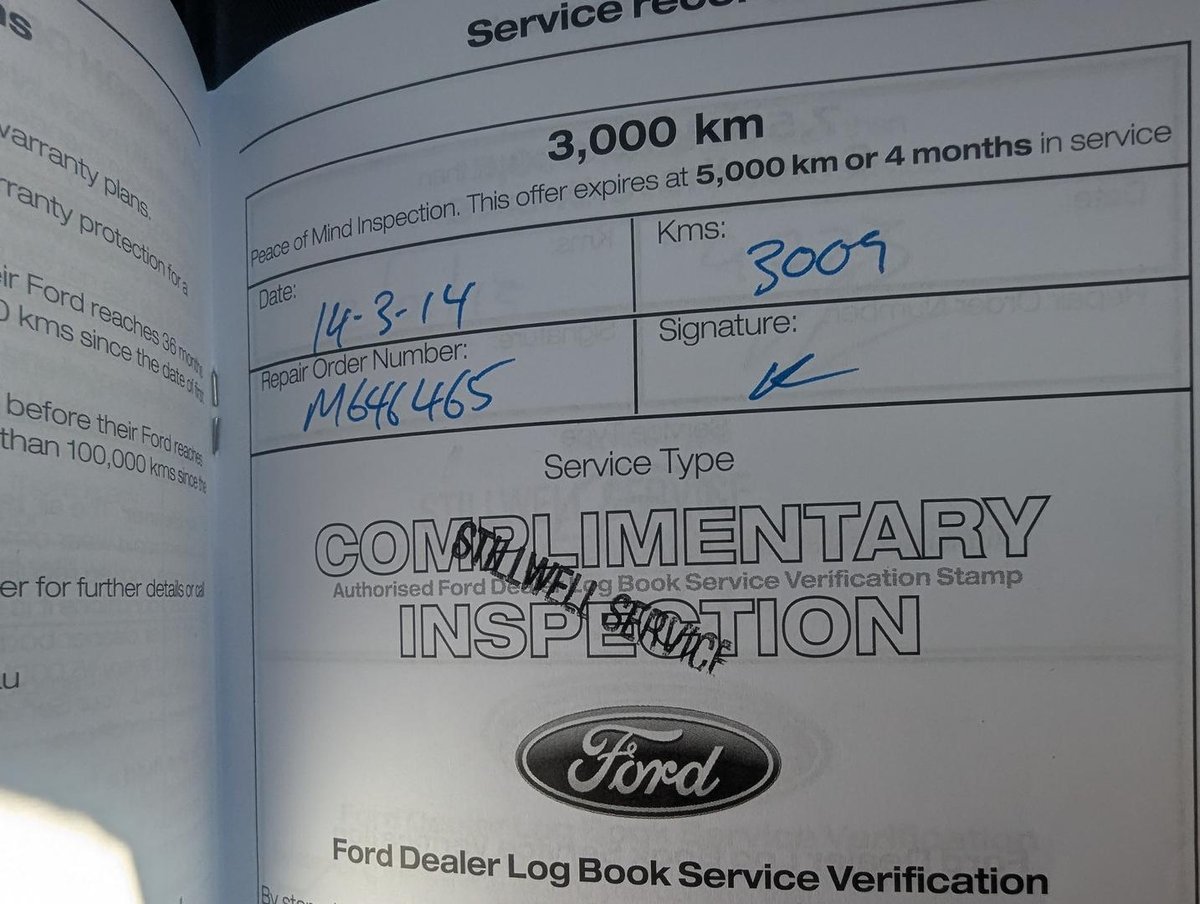 warranty plans.
rranty protection for a
ir Ford reaches 36 months
0 kms since the date of first
before their Ford reaches
than 100,000 kms since the
er for further details or call
Service
3,000 km
Peace of Mind Inspection. This offer expires at 5,000 km or 4 months in service
Date: 14-3-14
Kms: 3009
Repair Order Number: M646465
Signature:
Service Type
COMPLIMENTARY
Authorised Ford Dealer Log Book Service Verification Stamp
INSPECTION
STILLWELL SERVICE
Ford
Ford Dealer Log Book Service Verification